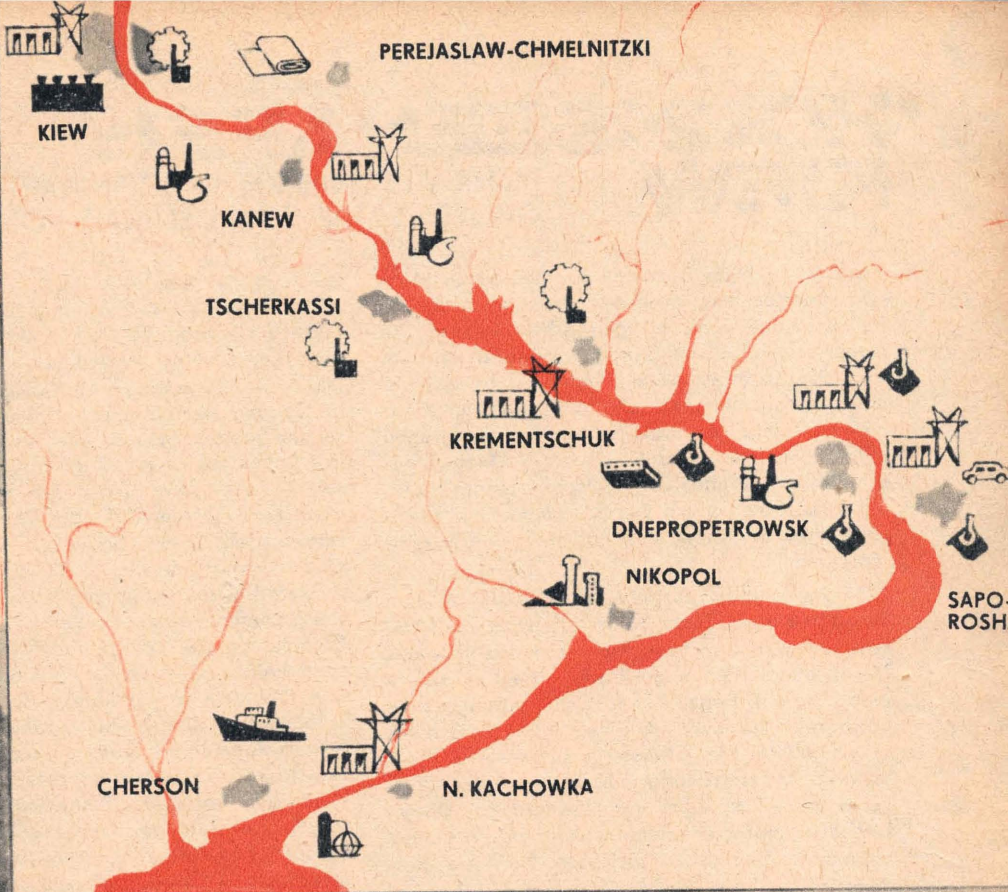 PEREJASLAW-CHMELNITZKI
KIEW
KANEW
TSCHERKASSI
KREMENTSCHUK
DNEPROPETROWSK
NIKOPOL
SAPO-
ROSH
CHERSON
N. KACHOWKA